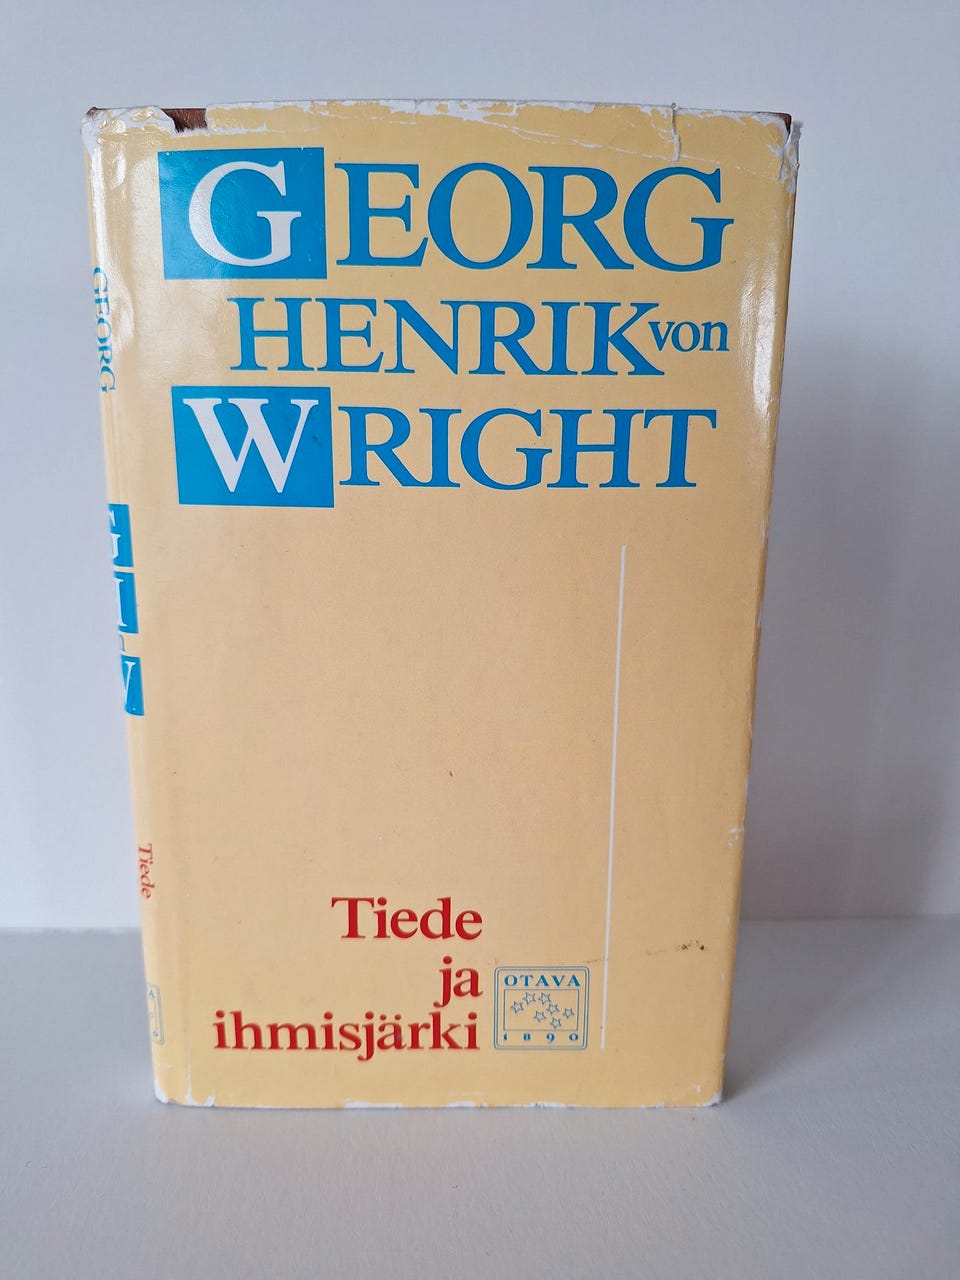 GEORG
HENRIK von
WRIGHT
Tiede
ja
ihmisjärki
OTAVA
1890
GEORG
Tiede